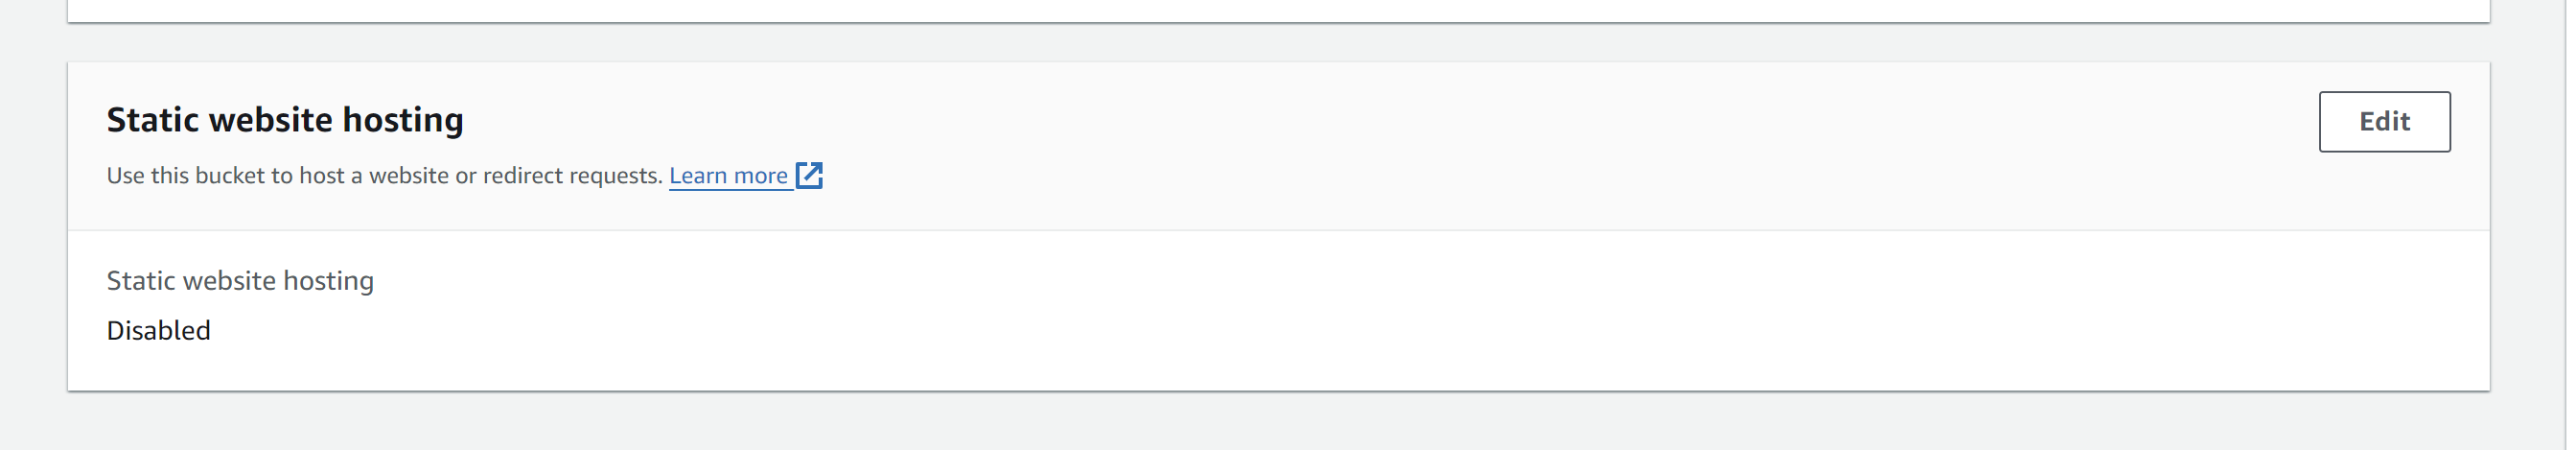 Static website hosting
Edit
Use this bucket to host a website or redirect requests. Learn more
Static website hosting
Disabled